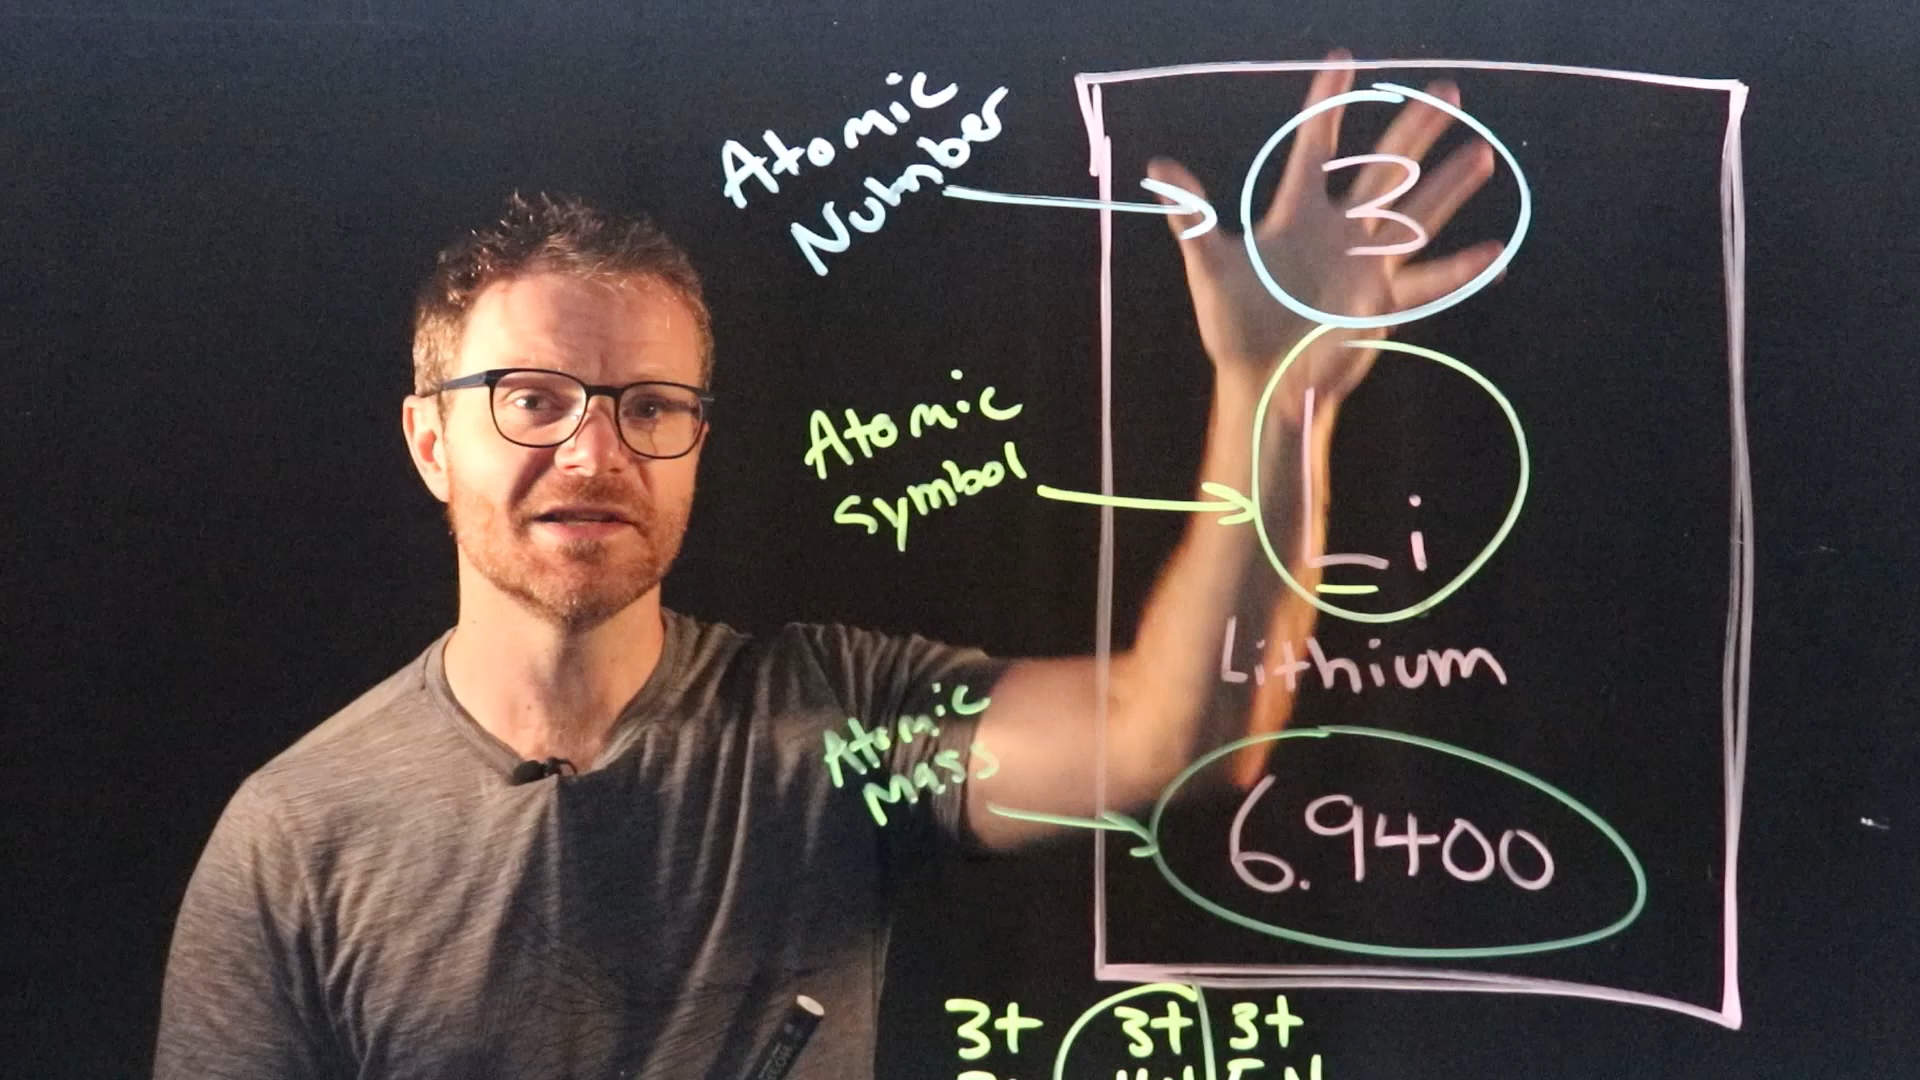 Atomic
Number
3
Atomic
Symbol
Li
Lithium
Atomic
Mass
6.9400
3+ 3+ 3+